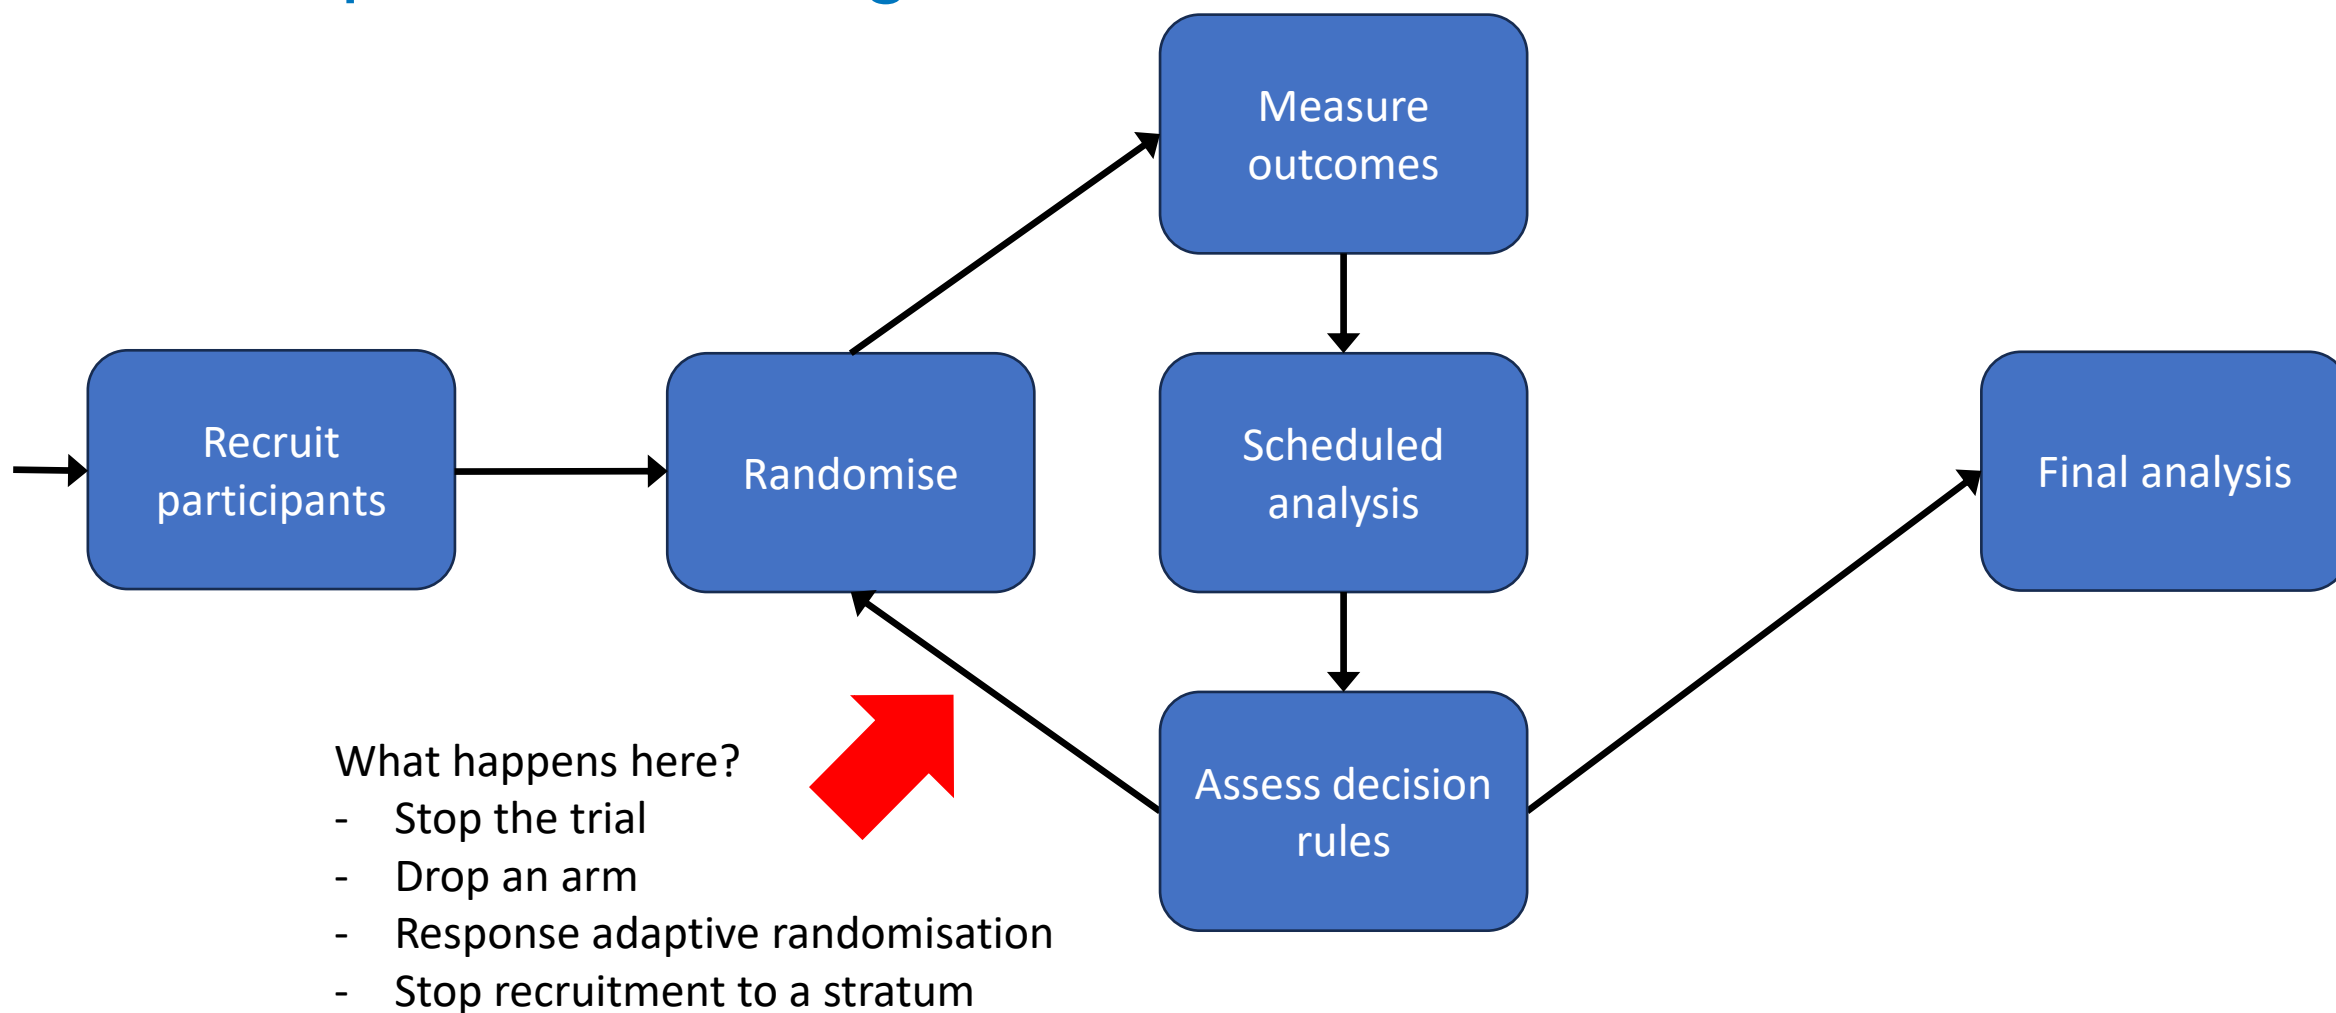 Measure
outcomes
Recruit
participants
Randomise
Scheduled
analysis
Final analysis
Assess decision
rules
What happens here?
- Stop the trial
- Drop an arm
- Response adaptive randomisation
- Stop recruitment to a stratum